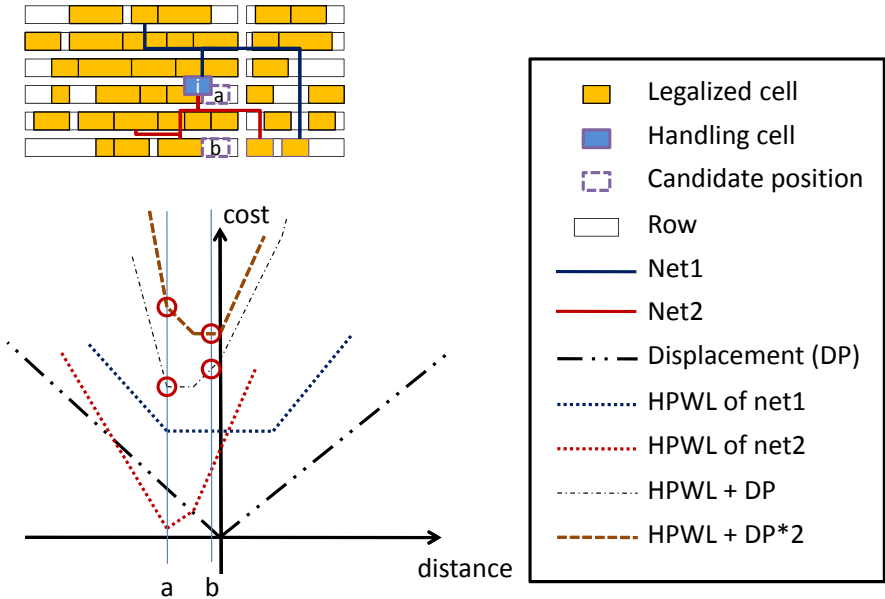 i
a
b
cost
distance
a
b
Legalized cell
Handling cell
Candidate position
Row
Net1
Net2
Displacement (DP)
HPWL of net1
HPWL of net2
HPWL + DP
HPWL + DP*2